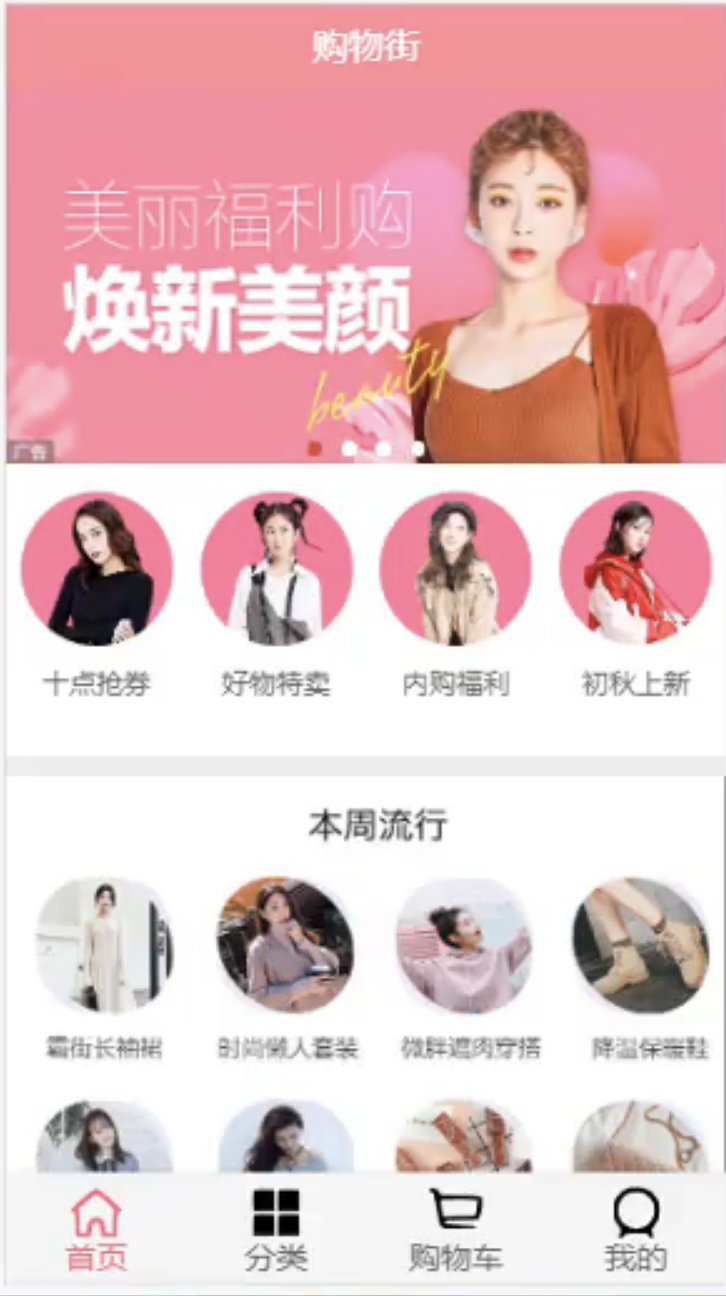 购物街
美丽福利购
焕新美颜
beauty
广告
十点抢券 好物特卖 内购福利 初秋上新
本周流行
霸街长袖裙 时尚懒人套装 微胖遮肉穿搭 降温保暖鞋
首页 分类 购物车 我的